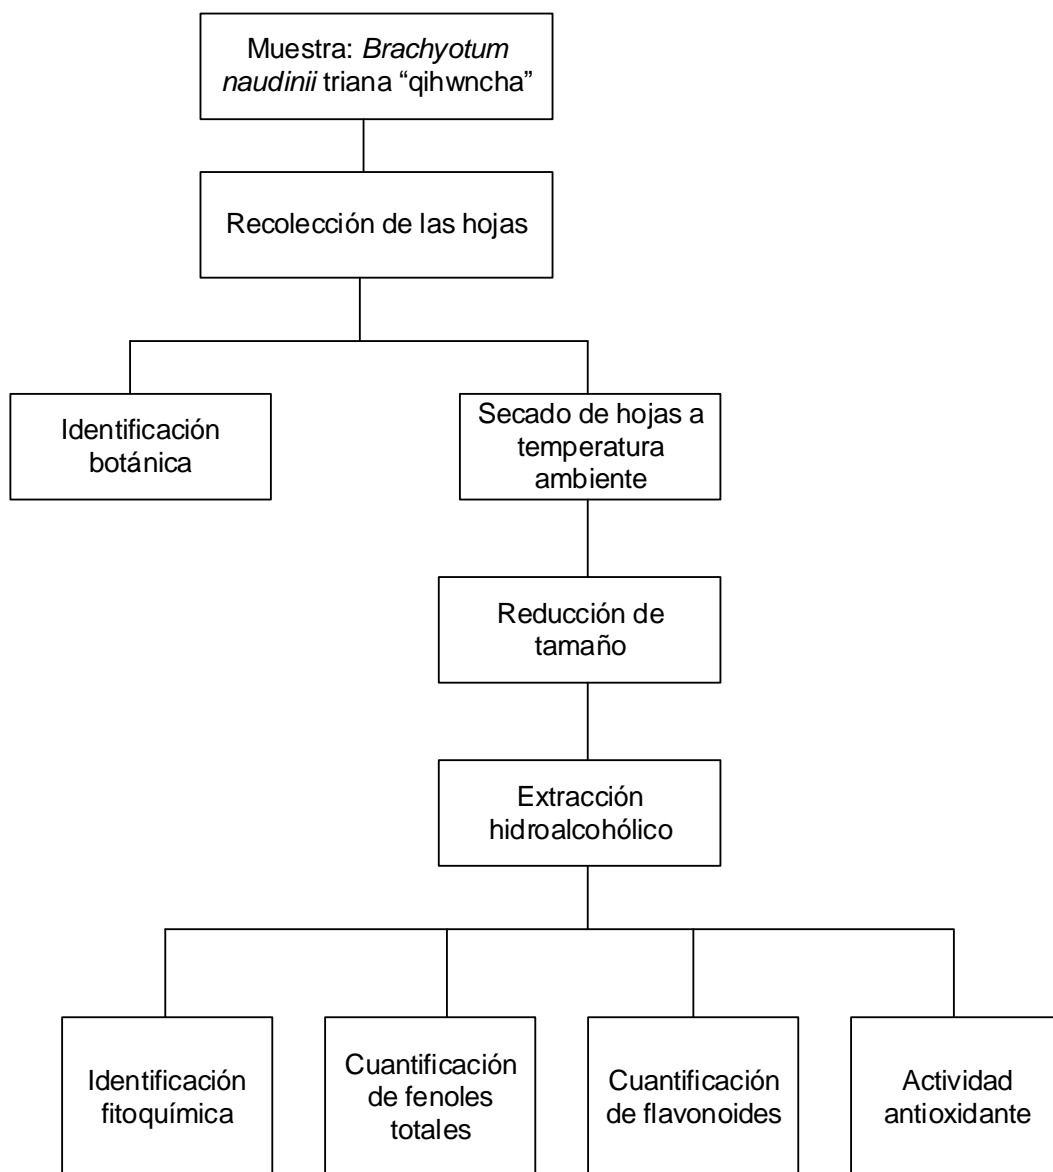 Muestra: Brachyotum
naudinii triana “qihwncha”
Recolección de las hojas
Identificación
botánica
Secado de hojas a
temperatura
ambiente
Reducción de
tamaño
Extracción
hidroalcohólico
Identificación
fitoquímica
Cuantificación
de fenoles
totales
Cuantificación
de flavonoides
Actividad
antioxidante